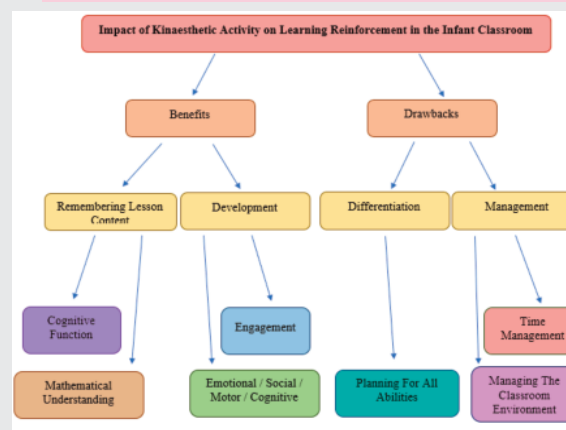 Impact of Kinaesthetic Activity on Learning Reinforcement in the Infant Classroom
Benefits
Drawbacks
Remembering Lesson
Content
Development
Differentiation
Management
Cognitive
Function
Engagement
Time
Management
Mathematical
Understanding
Emotional / Social /
Motor / Cognitive
Planning For All
Abilities
Managing The
Classroom
Environment